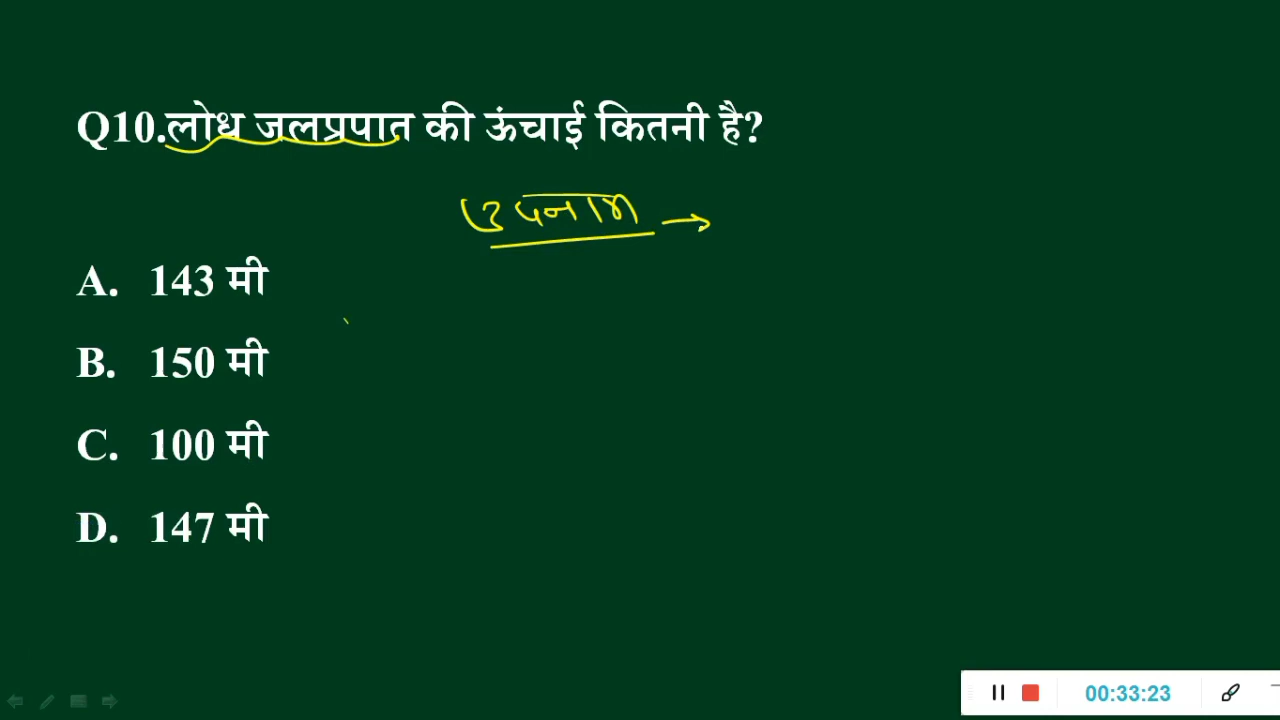 Q10.लोध जलप्रपात की ऊंचाई कितनी है?
उपनाम →
A. 143 मी
B. 150 मी
C. 100 मी
D. 147 मी
00:33:23